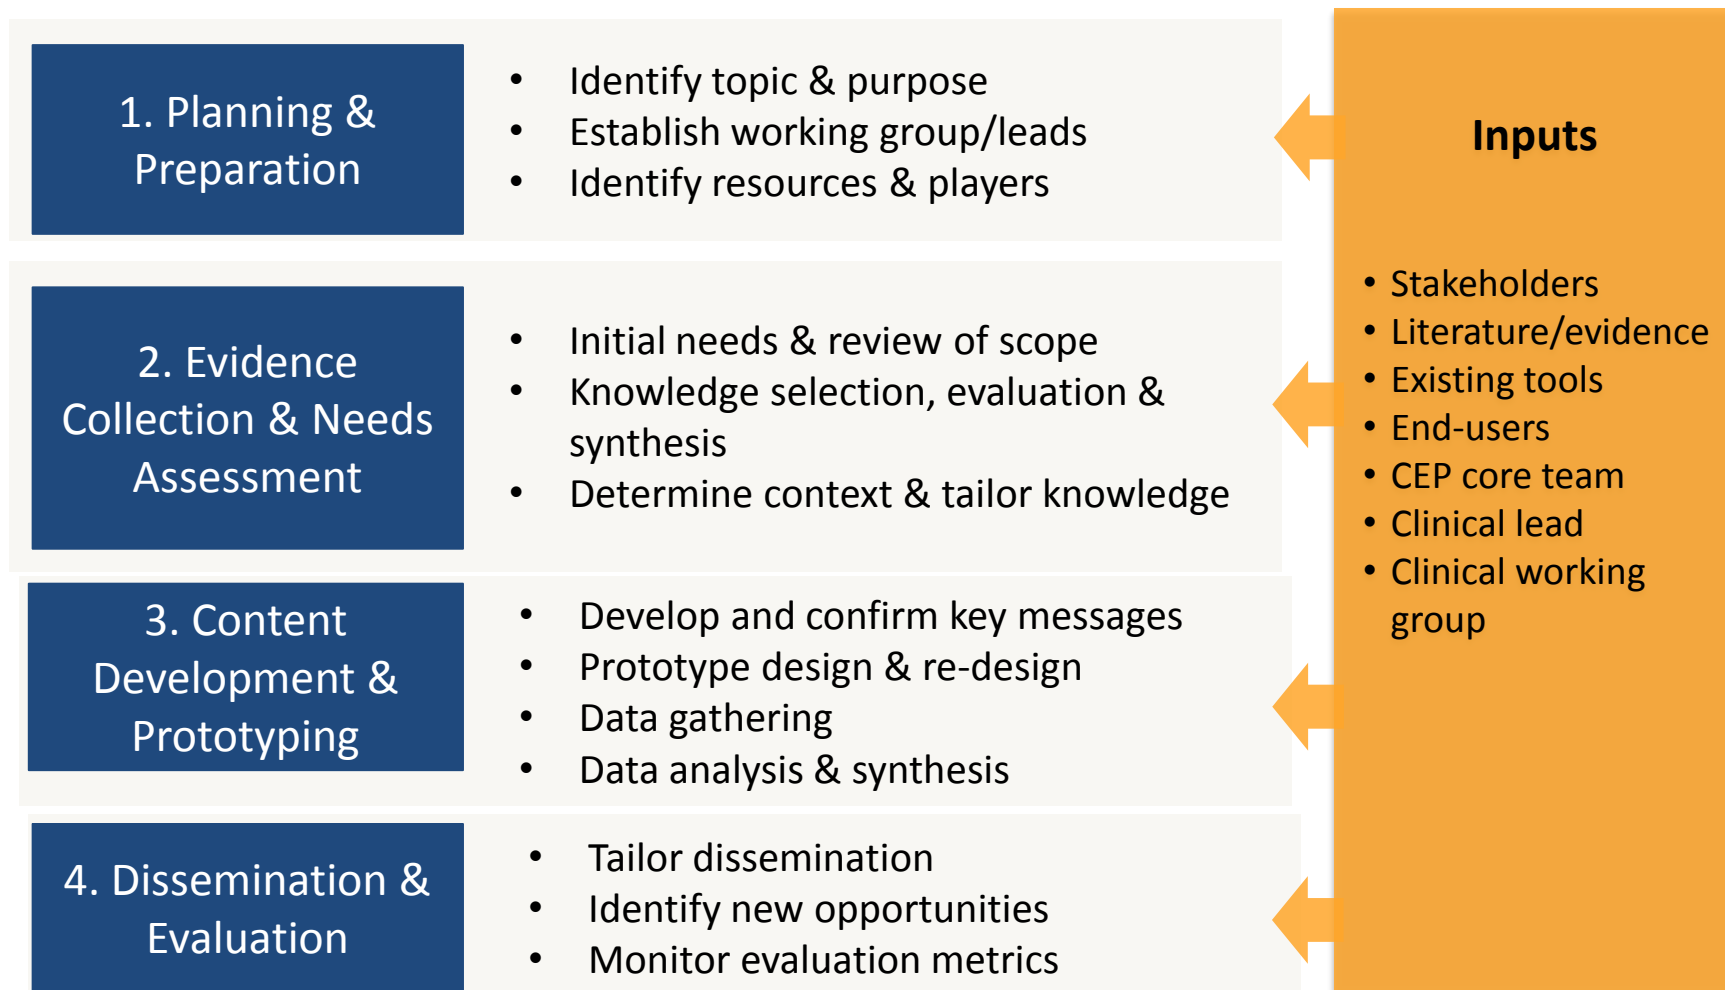 1. Planning &
Preparation
• Identify topic & purpose
• Establish working group/leads
• Identify resources & players
2. Evidence
Collection & Needs
Assessment
• Initial needs & review of scope
• Knowledge selection, evaluation &
synthesis
• Determine context & tailor knowledge
3. Content
Development &
Prototyping
• Develop and confirm key messages
• Prototype design & re-design
• Data gathering
• Data analysis & synthesis
4. Dissemination &
Evaluation
• Tailor dissemination
• Identify new opportunities
• Monitor evaluation metrics
Inputs
• Stakeholders
• Literature/evidence
• Existing tools
• End-users
• CEP core team
• Clinical lead
• Clinical working
group